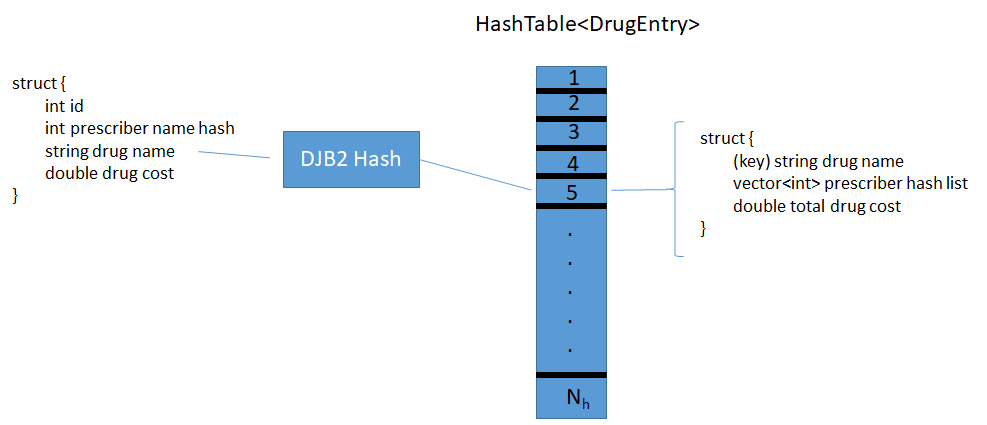 HashTable<DrugEntry>
struct {
int id
int prescriber name hash
string drug name
double drug cost
}
DJB2 Hash
1
2
3
4
5
.
.
.
.
.
Nh
struct {
(key) string drug name
vector<int> prescriber hash list
double total drug cost
}